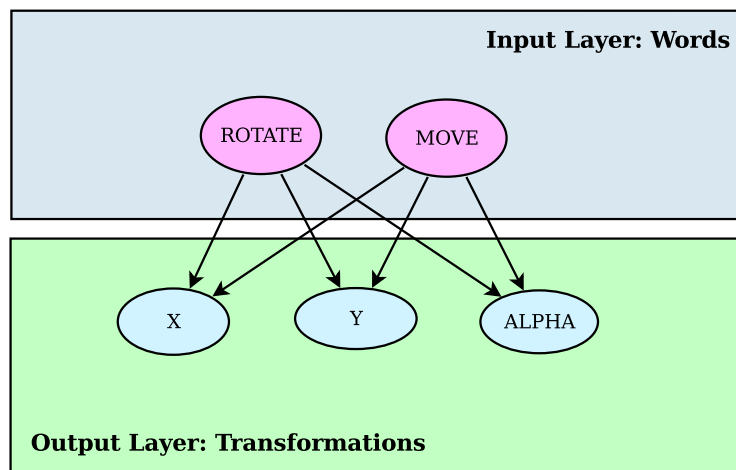 Input Layer: Words
ROTATE
MOVE
X
Y
ALPHA
Output Layer: Transformations